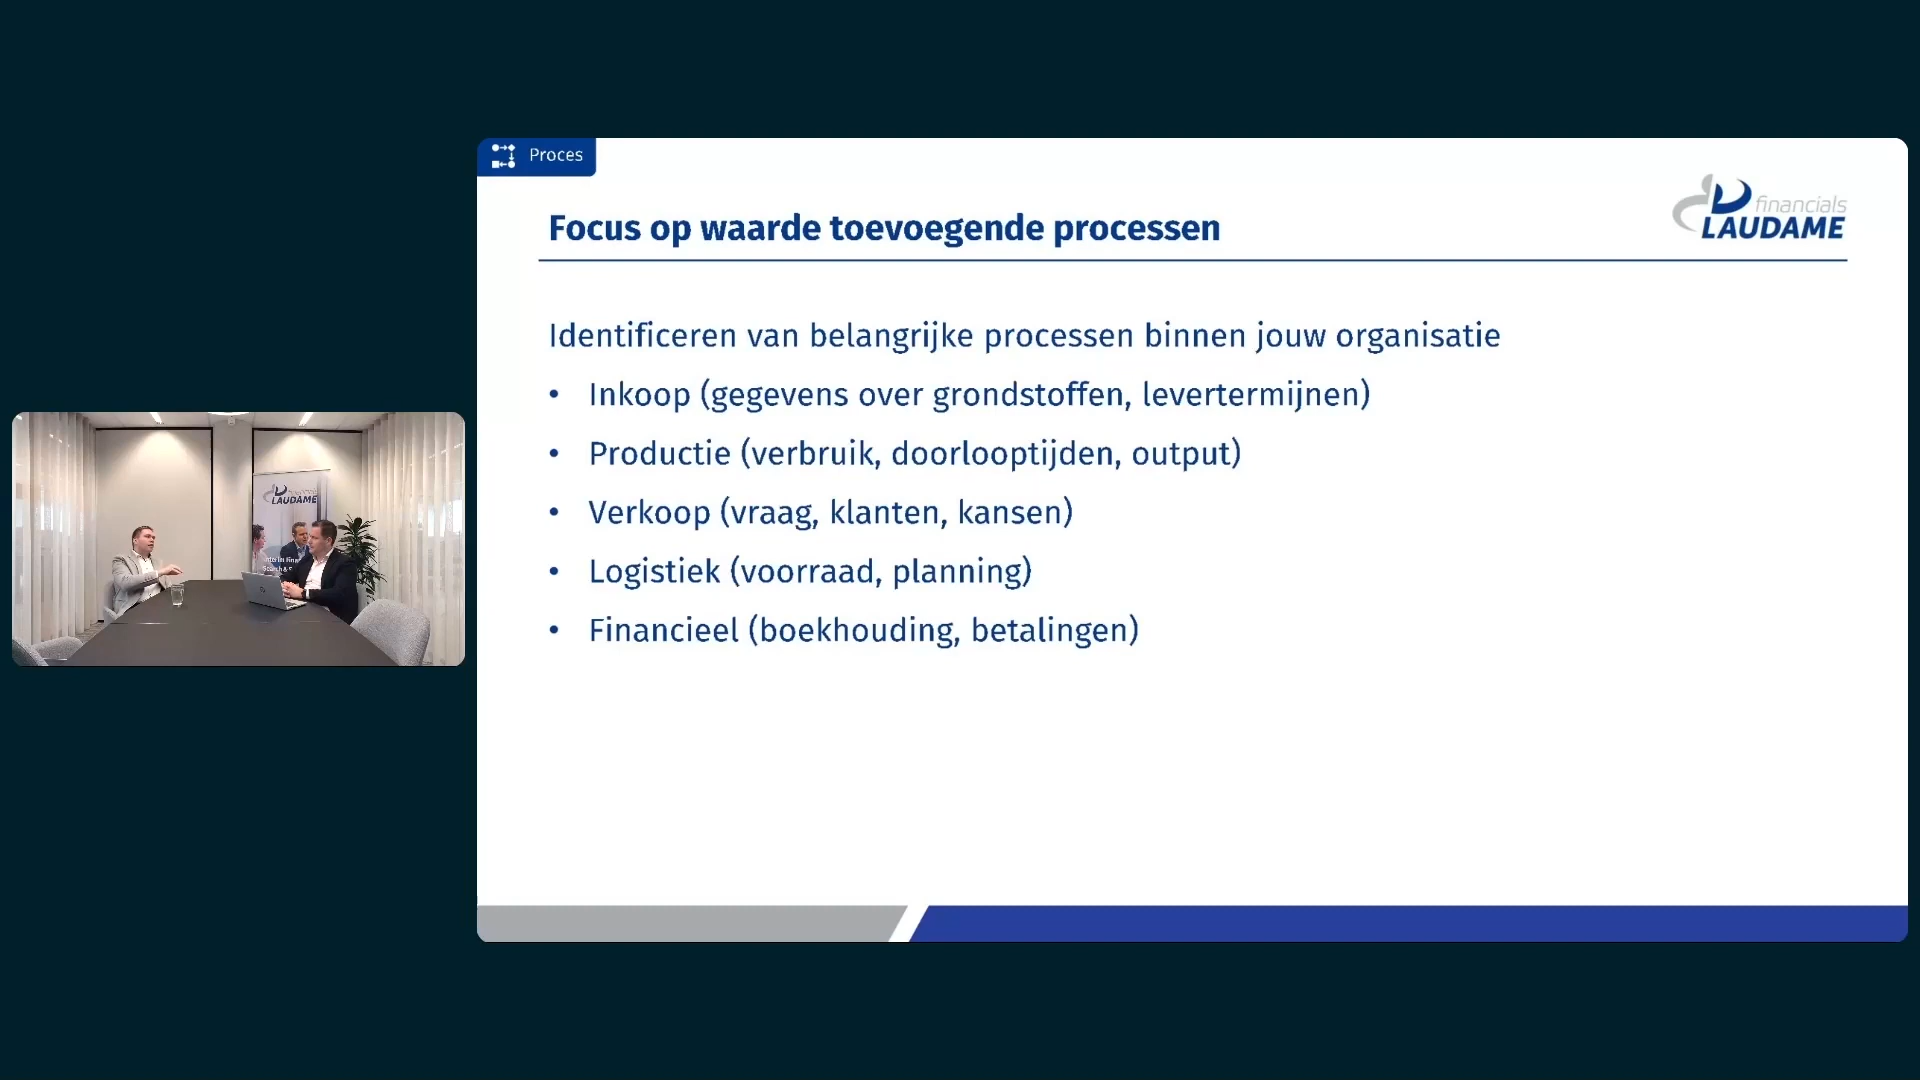 Proces
financials
LAUDAME
Focus op waarde toevoegende processen
Identificeren van belangrijke processen binnen jouw organisatie
• Inkoop (gegevens over grondstoffen, levertermijnen)
• Productie (verbruik, doorlooptijden, output)
• Verkoop (vraag, klanten, kansen)
• Logistiek (voorraad, planning)
• Financieel (boekhouding, betalingen)
LAUDAME